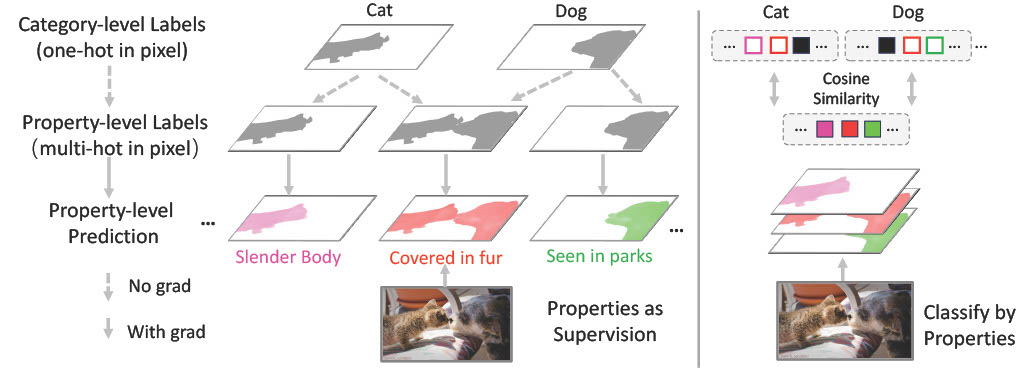 Category-level Labels
(one-hot in pixel)
Cat
Dog
Property-level Labels
(multi-hot in pixel)
Property-level
Prediction
...
...
Slender Body
Covered in fur
Seen in parks
No grad
With grad
Properties as
Supervision
Cat
Dog
...
...
...
...
...
Cosine
Similarity
...
...
Classify by
Properties